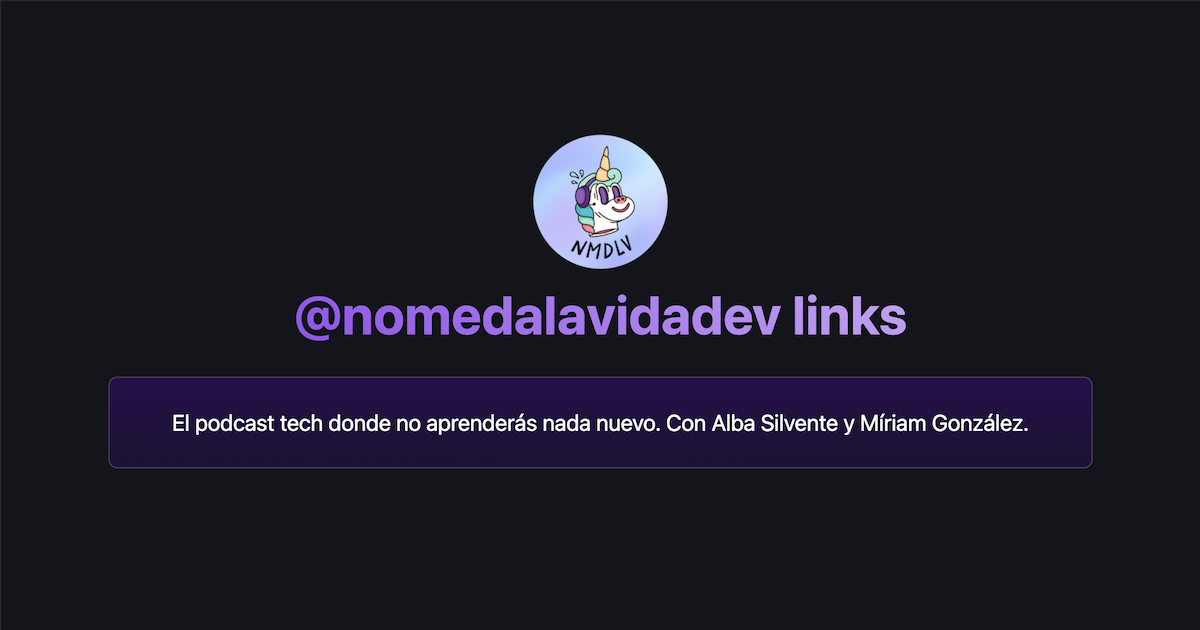 NMDLV
@nomedalavidadev links
El podcast tech donde no aprenderás nada nuevo. Con Alba Silvente y Míriam González.